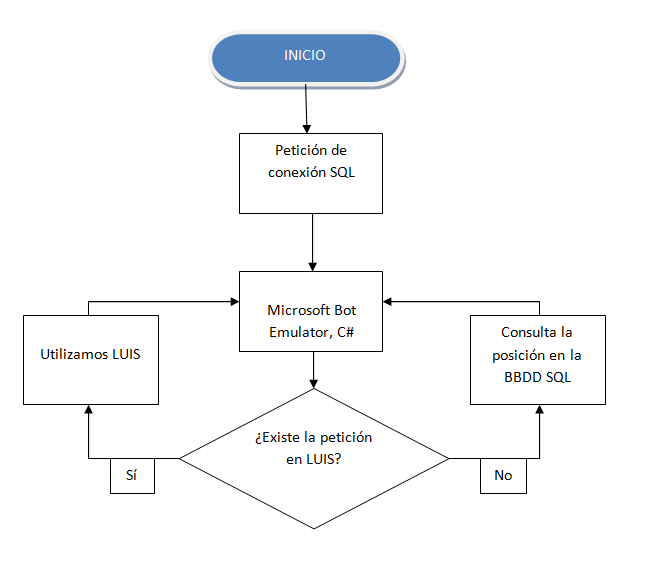 INICIO
Petición de
conexión SQL
Microsoft Bot
Emulator, C#
Utilizamos LUIS
Consulta la
posición en la
BBDD SQL
¿Existe la petición
en LUIS?
Sí
No